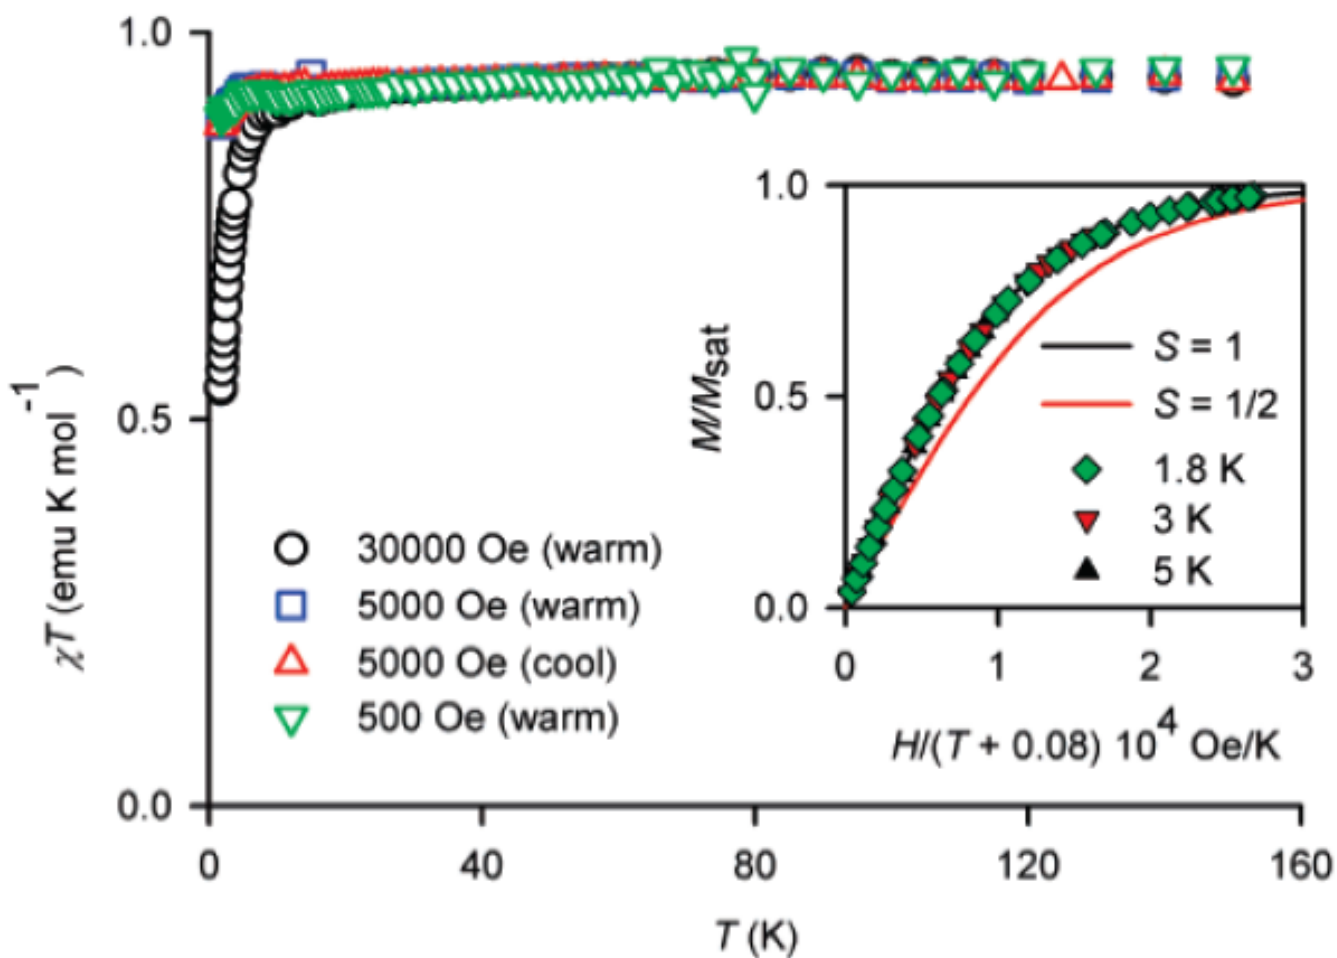 1.0
0.5
0.0
χT (emu K mol⁻¹)
30000 Oe (warm)
5000 Oe (warm)
5000 Oe (cool)
500 Oe (warm)
0 40 80 120 160
T (K)
1.0
0.5
0.0
M/Msat
S = 1
S = 1/2
1.8 K
3 K
5 K
0 1 2 3
H/(T + 0.08) 10⁴ Oe/K